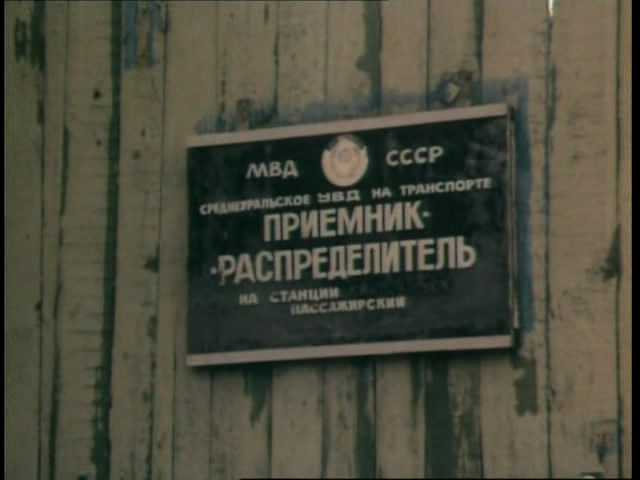 МВД СССР
СРЕДНЕУРАЛЬСКОЕ УВД НА ТРАНСПОРТЕ
ПРИЕМНИК-
-РАСПРЕДЕЛИТЕЛЬ
НА СТАНЦИИ
ПАССАЖИРСКИЙ